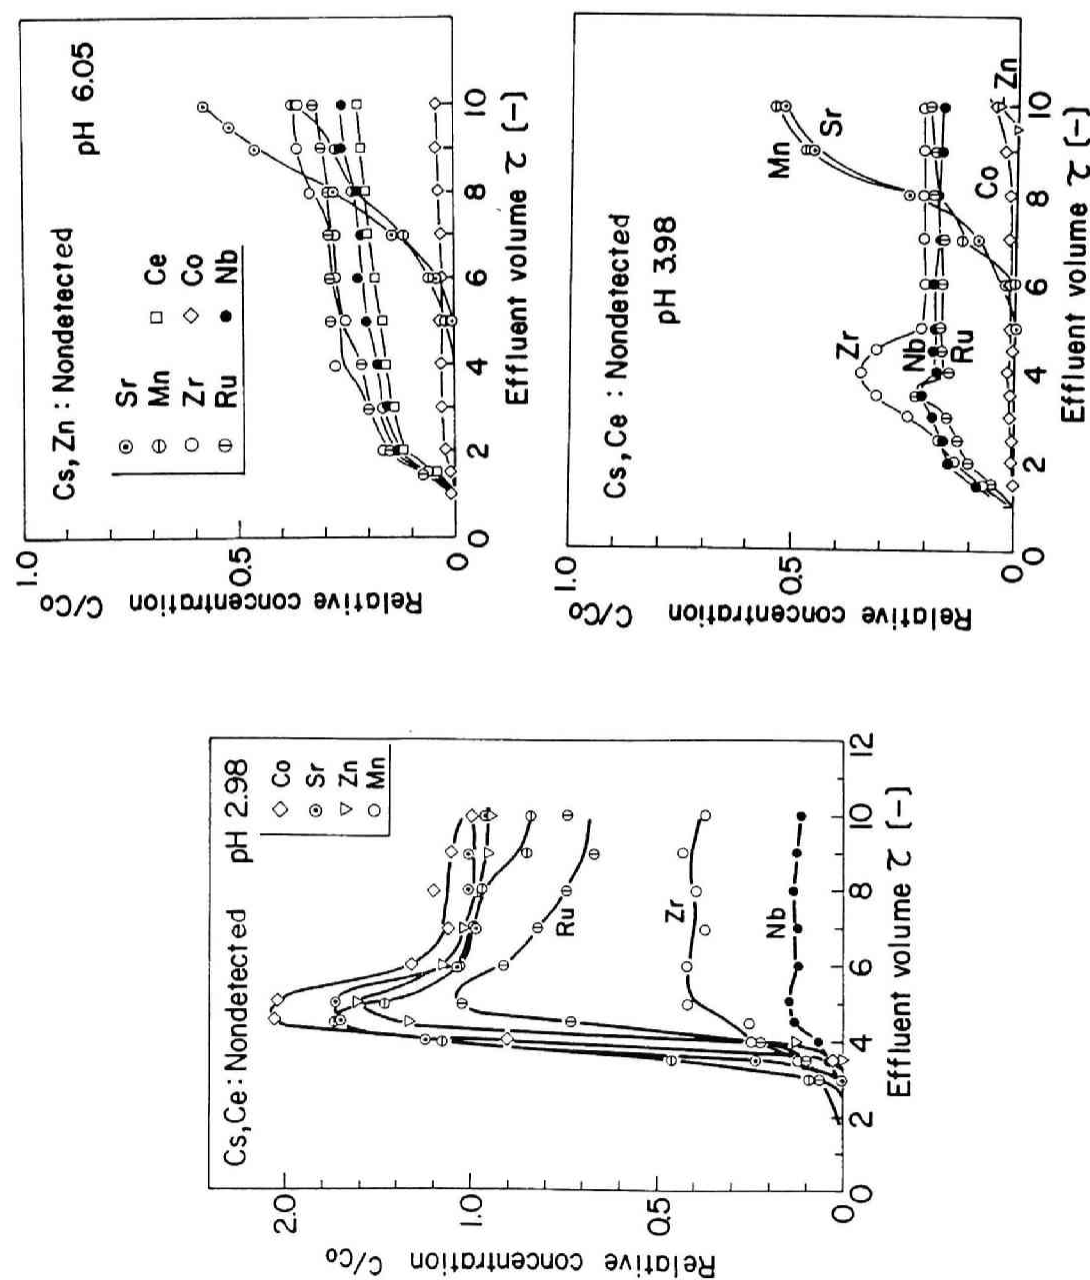 1.0
0.5
0
Relative concentration C/Co
Cs, Zn : Nondetected pH 6.05
Sr
Mn
Zr
Ru
Ce
Co
Nb
0 2 4 6 8 10
Effluent volume τ [-]
1.0
0.5
0
Relative concentration C/Co
Cs, Ce : Nondetected
pH 3.98
Zr
Nb
Ru
Mn
Sr
Co
Zn
0 2 4 6 8 10
Effluent volume τ [-]
2.0
1.0
0.5
0
Relative concentration C/Co
Cs, Ce : Nondetected pH 2.98
Co
Sr
Zn
Mn
Ru
Zr
Nb
0 2 4 6 8 10 12
Effluent volume τ [-]